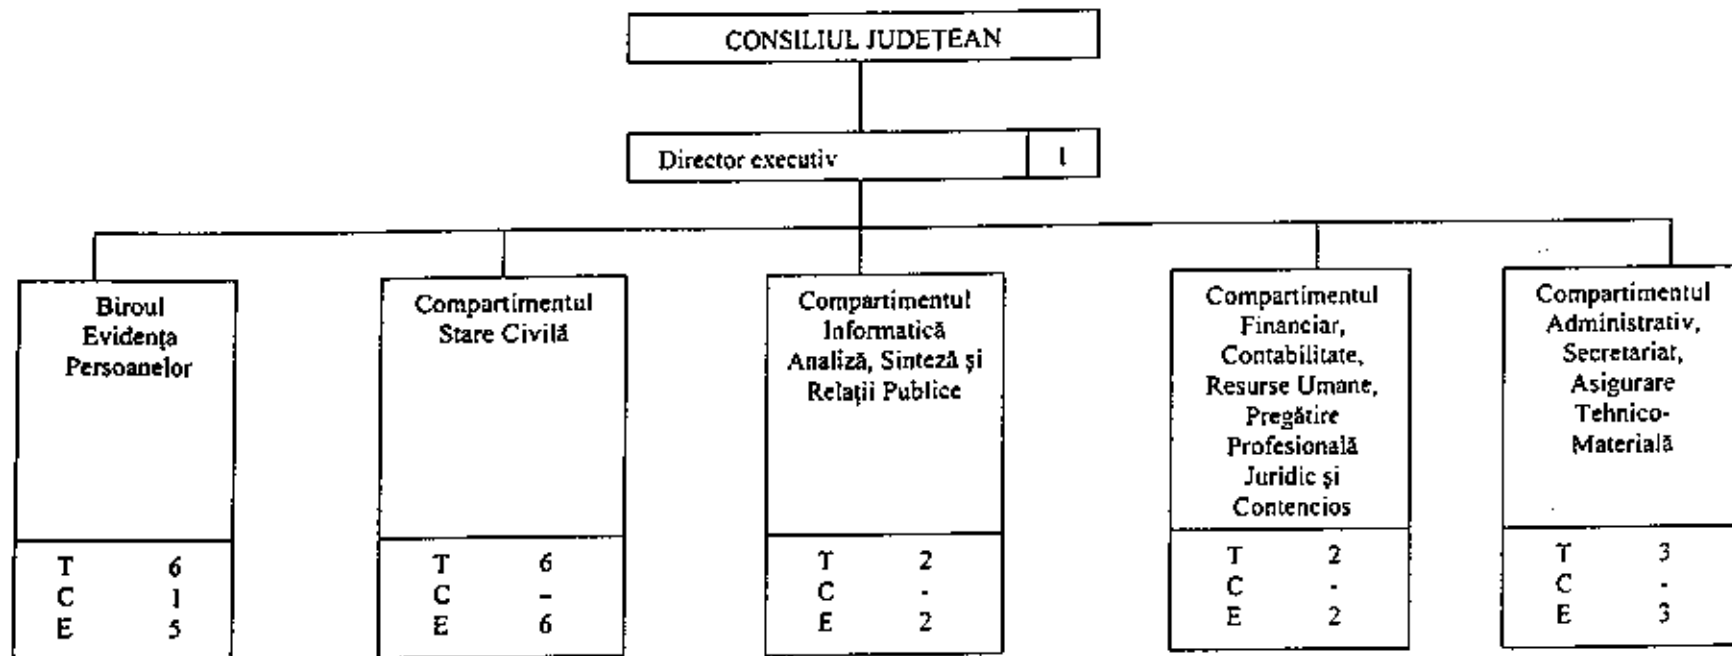 CONSILIUL JUDEȚEAN
Director executiv 1
Biroul
Evidența
Persoanelor
T 6
C 1
E 5
Compartimentul
Stare Civilă
T 6
C –
E 6
Compartimentul
Informatică
Analiză, Sinteză și
Relații Publice
T 2
C -
E 2
Compartimentul
Financiar,
Contabilitate,
Resurse Umane,
Pregătire
Profesională
Juridic și
Contencios
T 2
C -
E 2
Compartimentul
Administrativ,
Secretariat,
Asigurare
Tehnico-
Materială
T 3
C -
E 3